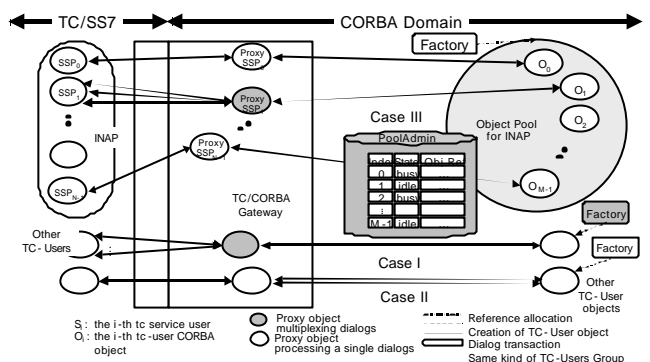 TC/SS7
CORBA Domain
Factory
SSP0
Proxy
SSP
O0
SSP1
Proxy
SSP
O1
Case III
O2
Object Pool
for INAP
INAP
PoolAdmin
Proxy
SSPN-1
Inde State Obj Re
0 busy ...
1 idle ...
2 busy ...
⋮
M-1 idle ...
SSPN-1
OM-1
TC/CORBA
Gateway
Factory
Other
TC-Users
Factory
Case I
Case II
Other
TC-User
objects
Si : the i-th tc service user
Oi : the i-th tc-user CORBA
object
Proxy object
multiplexing dialogs
Proxy object
processing a single dialogs
Reference allocation
Creation of TC-User object
Dialog transaction
Same kind of TC-Users Group